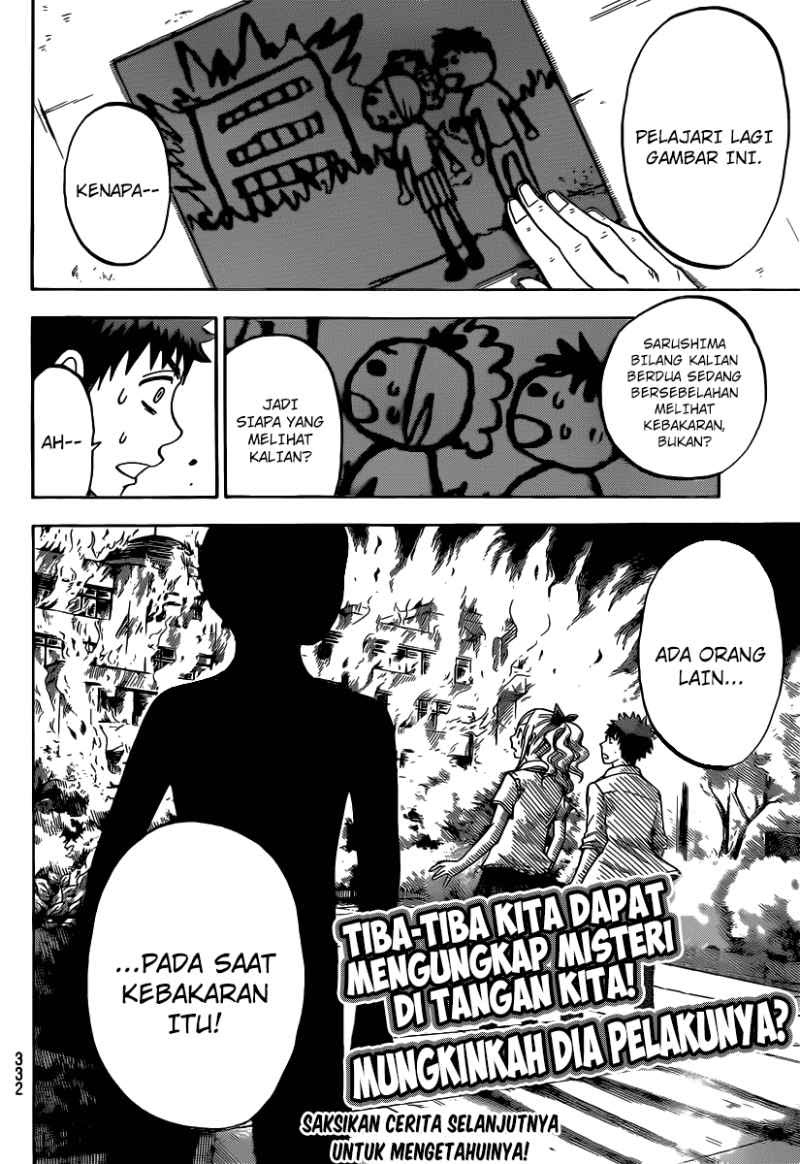 PELAJARI LAGI
GAMBAR INI.
KENAPA--
SARUSHIMA
BILANG KALIAN
BERDUA SEDANG
BERSEBELAHAN
MELIHAT
KEBAKARAN,
BUKAN?
JADI
SIAPA YANG
MELIHAT
KALIAN?
AH--
ADA ORANG
LAIN...
...PADA SAAT
KEBAKARAN
ITU!
TIBA-TIBA KITA DAPAT
MENGUNGKAP MISTERI
DI TANGAN KITA!
MUNGKINKAH DIA PELAKUNYA?
SAKSIKAN CERITA SELANJUTNYA
UNTUK MENGETAHUINYA!
332